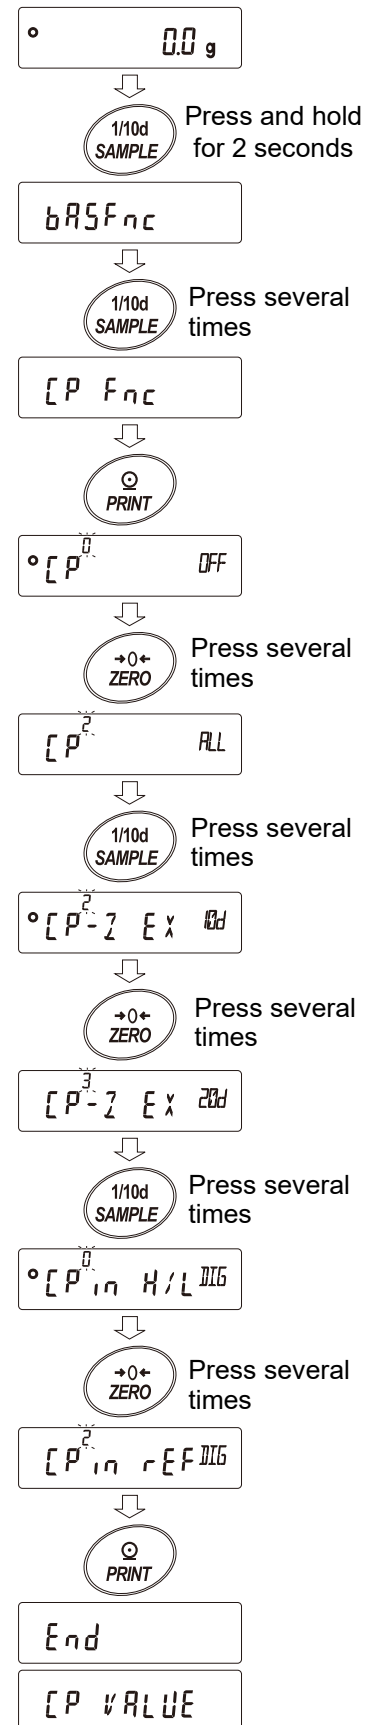 0.0 g
1/10d
SAMPLE
Press and hold
for 2 seconds
bASFnc
1/10d
SAMPLE
Press several
times
CP Fnc
PRINT
CP 0 OFF
→0←
ZERO
Press several
times
CP 2 ALL
1/10d
SAMPLE
Press several
times
2
CP-Z Ex 10d
→0←
ZERO
Press several
times
3
CP-Z Ex 20d
1/10d
SAMPLE
Press several
times
0
CP in H/L DIG
→0←
ZERO
Press several
times
2
CP in rEF DIG
PRINT
End
CP VALUE